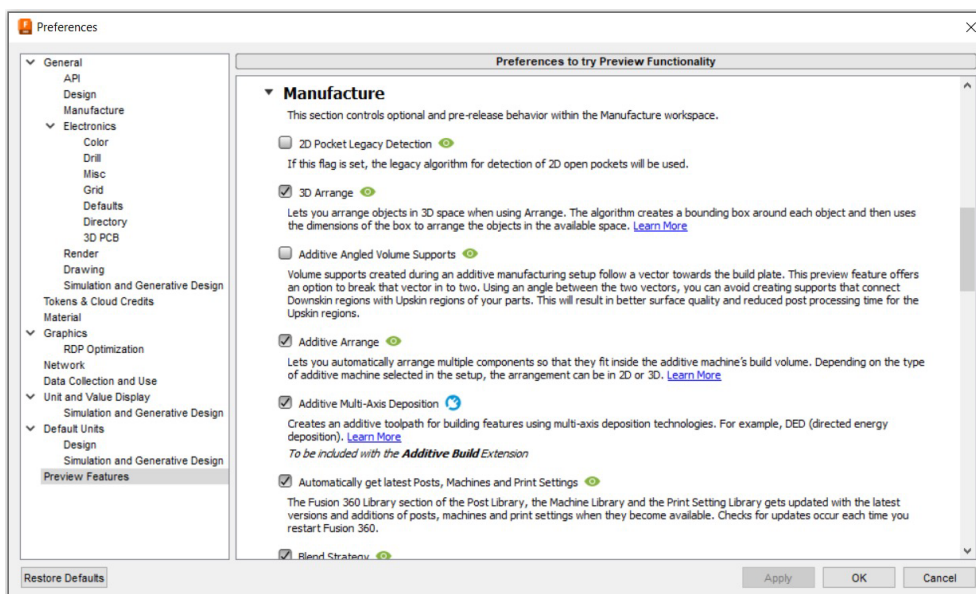 Preferences
General
API
Design
Manufacture
Electronics
Color
Drill
Misc
Grid
Defaults
Directory
3D PCB
Render
Drawing
Simulation and Generative Design
Tokens & Cloud Credits
Material
Graphics
RDP Optimization
Network
Data Collection and Use
Unit and Value Display
Simulation and Generative Design
Default Units
Design
Simulation and Generative Design
Preview Features
Preferences to try Preview Functionality
Manufacture
This section controls optional and pre-release behavior within the Manufacture workspace.
2D Pocket Legacy Detection
If this flag is set, the legacy algorithm for detection of 2D open pockets will be used.
3D Arrange
Lets you arrange objects in 3D space when using Arrange. The algorithm creates a bounding box around each object and then uses
the dimensions of the box to arrange the objects in the available space. Learn More
Additive Angled Volume Supports
Volume supports created during an additive manufacturing setup follow a vector towards the build plate. This preview feature offers
an option to break that vector in to two. Using an angle between the two vectors, you can avoid creating supports that connect
Downskin regions with Upskin regions of your parts. This will result in better surface quality and reduced post processing time for the
Upskin regions.
Additive Arrange
Lets you automatically arrange multiple components so that they fit inside the additive machine's build volume. Depending on the type
of additive machine selected in the setup, the arrangement can be in 2D or 3D. Learn More
Additive Multi-Axis Deposition
Creates an additive toolpath for building features using multi-axis deposition technologies. For example, DED (directed energy
deposition). Learn More
To be included with the Additive Build Extension
Automatically get latest Posts, Machines and Print Settings
The Fusion 360 Library section of the Post Library, the Machine Library and the Print Setting Library gets updated with the latest
versions and additions of posts, machines and print settings when they become available. Checks for updates occur each time you
restart Fusion 360.
Blend Strategy
Restore Defaults
Apply
OK
Cancel